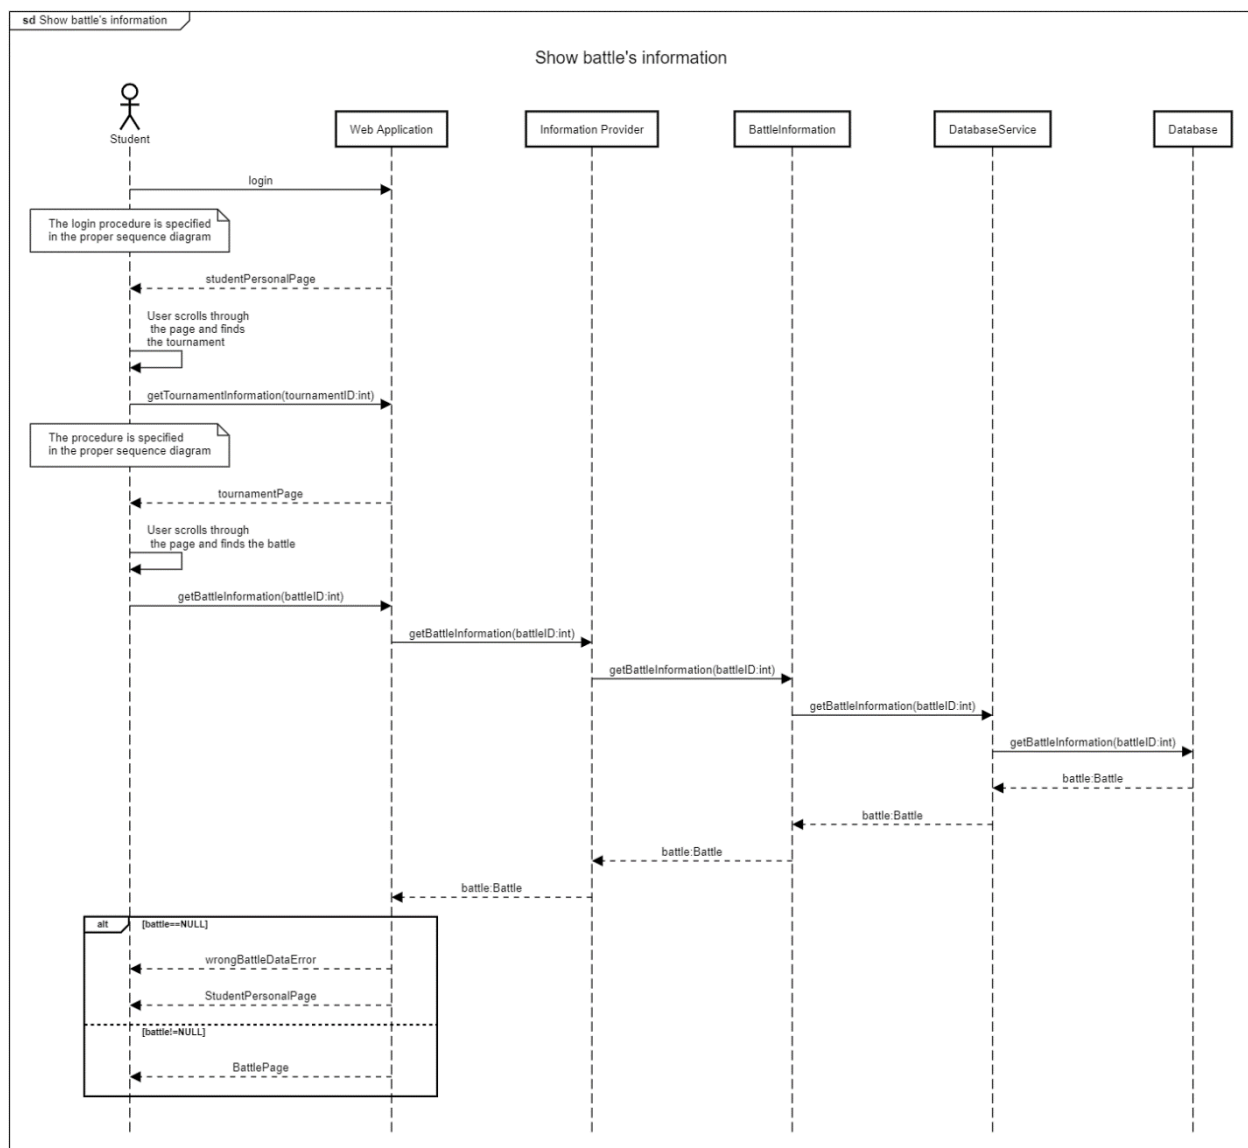 sd Show battle's information
Show battle's information
Student
Web Application
Information Provider
BattleInformation
DatabaseService
Database
login
The login procedure is specified
in the proper sequence diagram
studentPersonalPage
User scrolls through
the page and finds
the tournament
getTournamentInformation(tournamentID:int)
The procedure is specified
in the proper sequence diagram
tournamentPage
User scrolls through
the page and finds the battle
getBattleInformation(battleID:int)
getBattleInformation(battleID:int)
getBattleInformation(battleID:int)
getBattleInformation(battleID:int)
getBattleInformation(battleID:int)
battle:Battle
battle:Battle
battle:Battle
battle:Battle
alt
[battle==NULL]
wrongBattleDataError
StudentPersonalPage
[battle!=NULL]
BattlePage